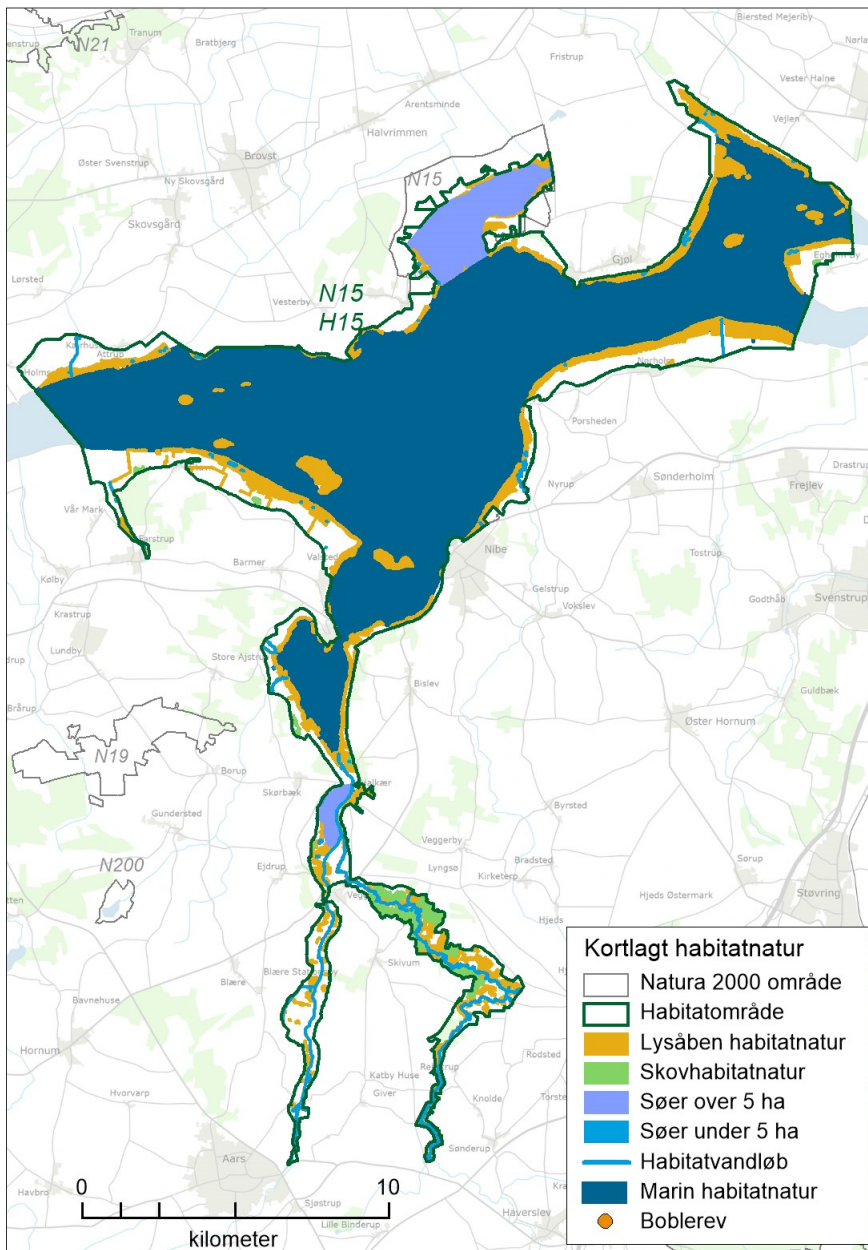 Biersted Mejeriby
N21
Tranum
Bratbjerg
Fristrup
Vester Halne
Arentsminde
Vejlen
Halvrimmen
Øster Svenstrup
Brovst
Ny Skovsgård
N15
Skovsgård
Gjøl
Lørsted
Vesterby
N15
H15
Attrup
Nørholm
Porsheden
Sønderholm
Drastrup
Nyrup
Frejlev
Vår Mark
Farstrup
Nibe
Barmer
Valsted
Tostrup
Kølby
Gelstrup
Godthåb
Svenstrup
Krastrup
Vokslev
Lundby
Store Ajstrup
Bislev
Guldbæk
Brårup
Øster Hornum
N19
Borup
Skørbæk
Gundersted
Byrsted
Veggerby
Bradsted
Sørup
N200
Ejdrup
Lyngsø
Kirketerp
Hjeds Østermark
Støvring
Hjeds
Skivum
Blære
Bavnehuse
Hornum
Rodsted
Katby Huse
Giver
Hvorvarp
Knolde
Sønderup
Aars
Havbro
Sjøstrup
Haverslev
Lille Binderup
Kortlagt habitatnatur
Natura 2000 område
Habitatområde
Lysåben habitatnatur
Skovhabitatnatur
Søer over 5 ha
Søer under 5 ha
Habitatvandløb
Marin habitatnatur
Boblerev
0 10
kilometer